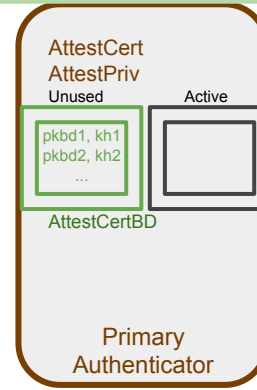 AttestCert
AttestPriv
Unused Active
pkbd1, kh1
pkbd2, kh2
...
AttestCertBD
Primary
Authenticator